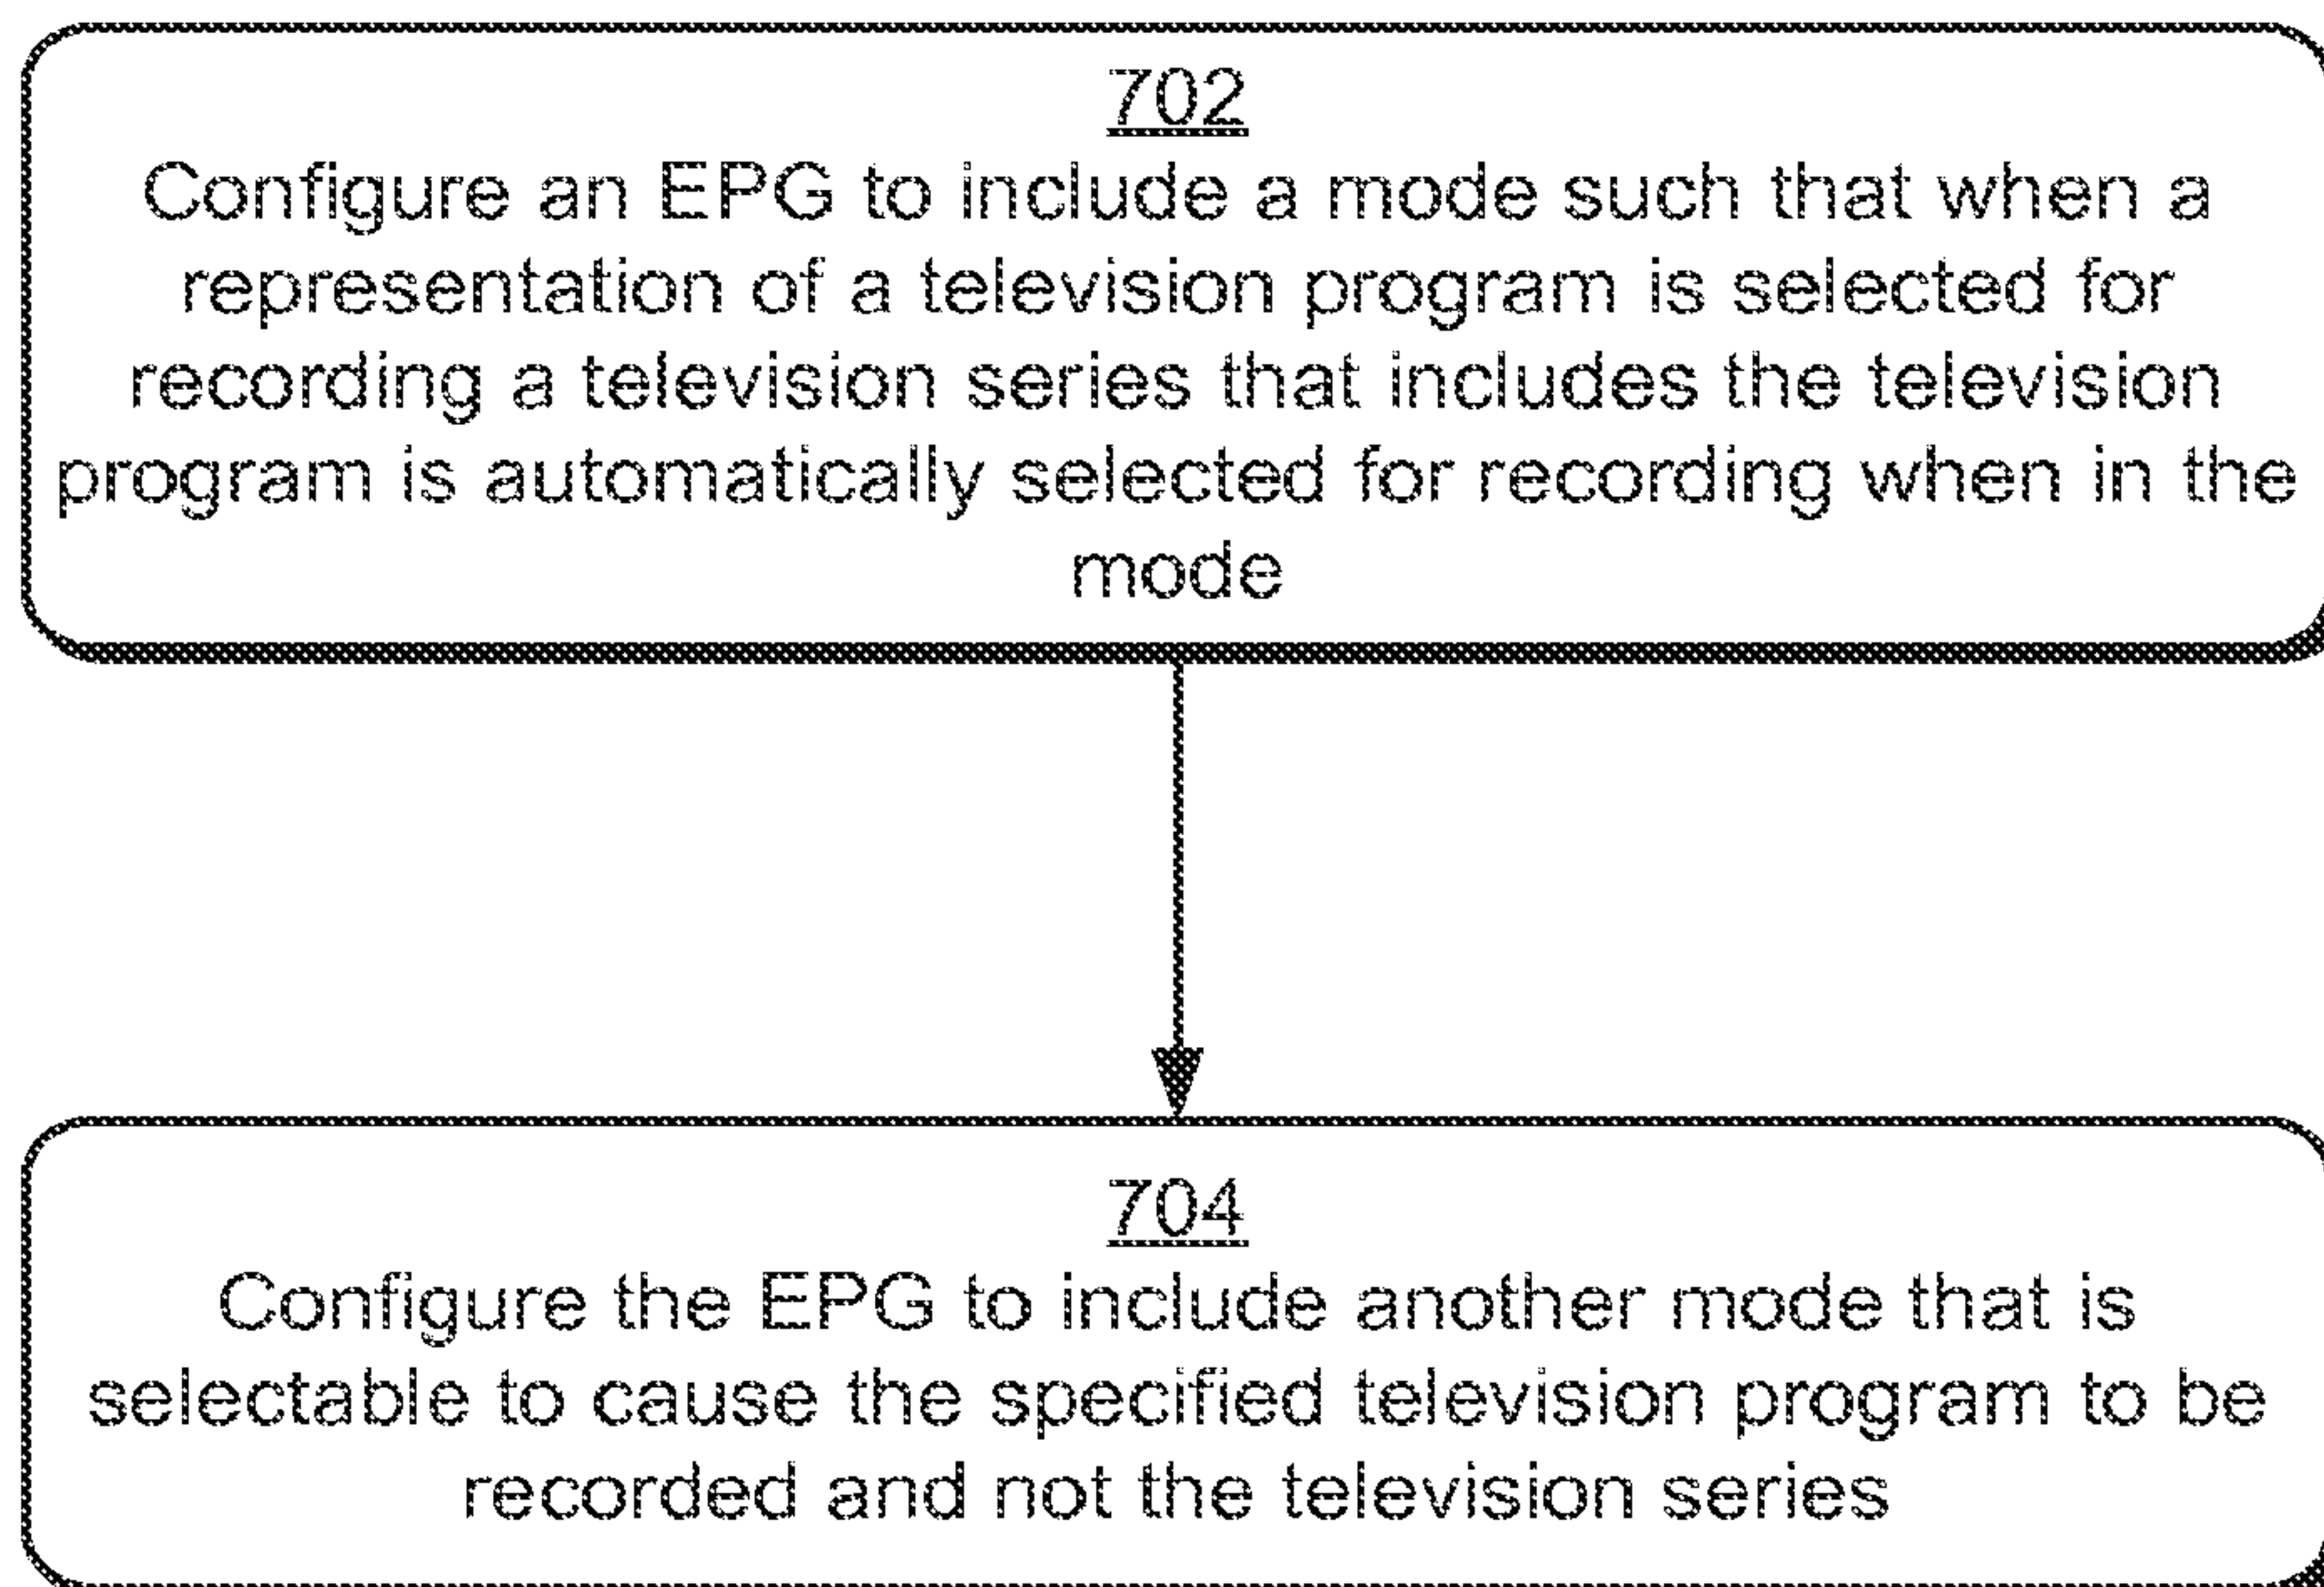 702
Configure an EPG to include a mode such that when a
representation of a television program is selected for
recording a television series that includes the television
program is automatically selected for recording when in the
mode
704
Configure the EPG to include another mode that is
selectable to cause the specified television program to be
recorded and not the television series